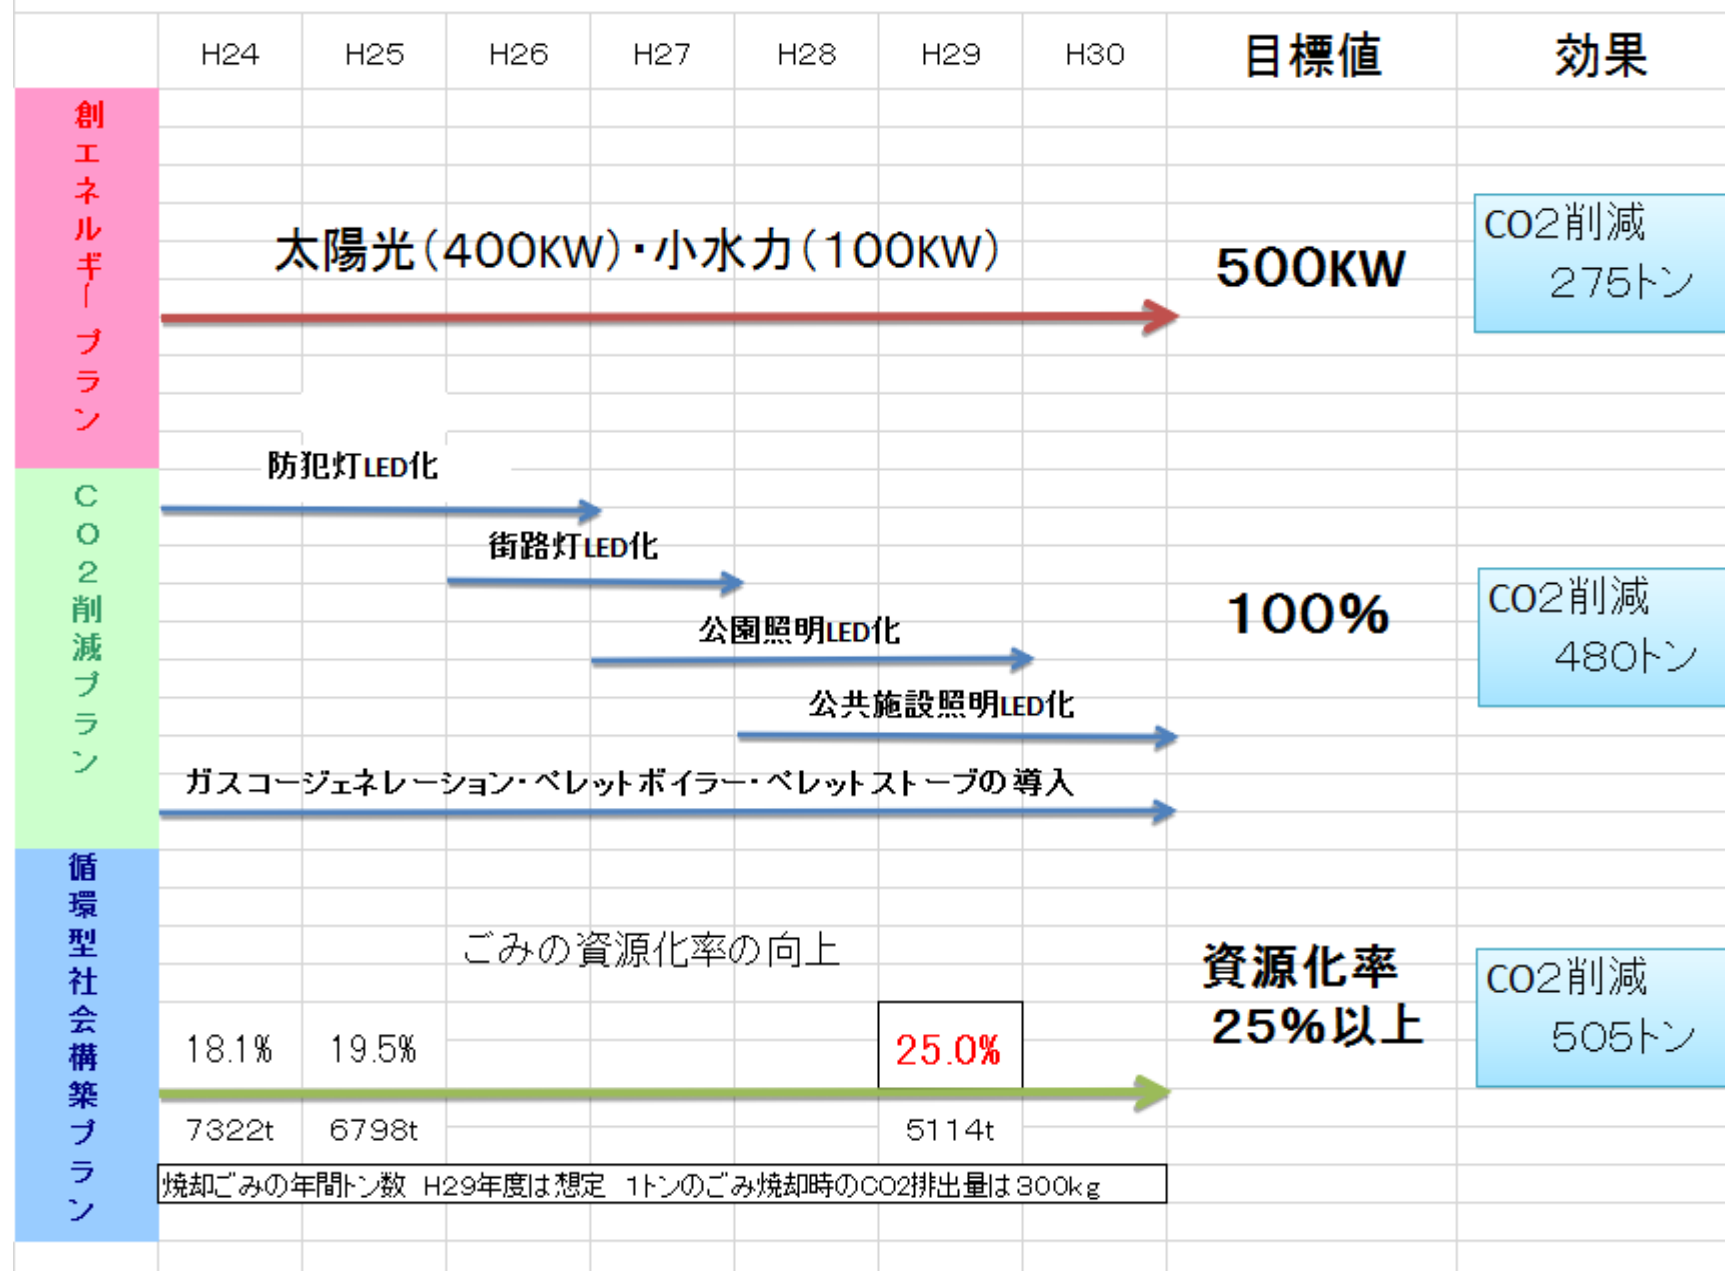 H24 H25 H26 H27 H28 H29 H30 目標値 効果
創エネルギープラン
太陽光(400KW)・小水力(100KW)
500KW
CO2削減
275トン
CO2削減プラン
防犯灯LED化
街路灯LED化
公園照明LED化
公共施設照明LED化
ガスコージェネレーション・ペレットボイラー・ペレットストーブの導入
100%
CO2削減
480トン
循環型社会構築プラン
ごみの資源化率の向上
18.1% 19.5% 25.0%
7322t 6798t 5114t
焼却ごみの年間トン数 H29年度は想定 1トンのごみ焼却時のCO2排出量は300kg
資源化率
25%以上
CO2削減
505トン